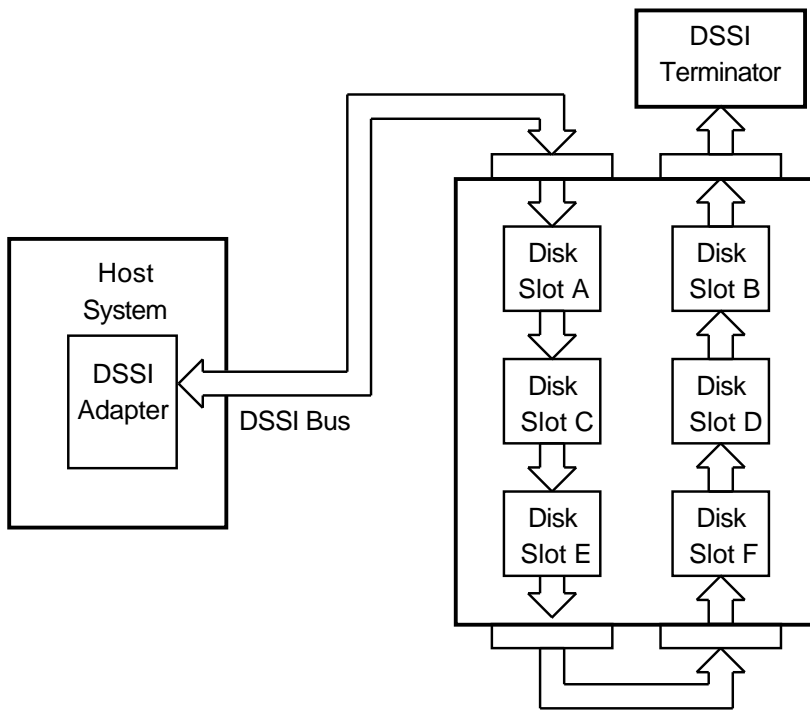 DSSI
Terminator
Host
System
DSSI
Adapter
DSSI Bus
Disk
Slot A
Disk
Slot B
Disk
Slot C
Disk
Slot D
Disk
Slot E
Disk
Slot F